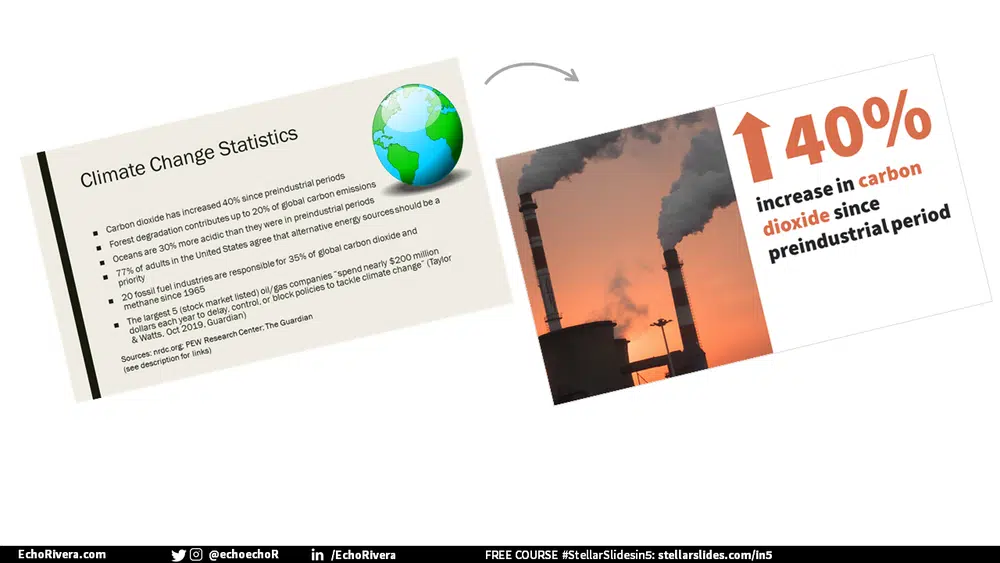 Climate Change Statistics
Carbon dioxide has increased 40% since preindustrial periods
Forest degradation contributes up to 20% of global carbon emissions
Oceans are 30% more acidic than they were in preindustrial periods
77% of adults in the United States agree that alternative energy sources should be a
priority
20 fossil fuel industries are responsible for 35% of global carbon dioxide and
methane since 1965
The largest 5 (stock market listed) oil/gas companies "spend nearly $200 million
dollars each year to delay, control, or block policies to tackle climate change" (Taylor
& Watts, Oct 2019, Guardian)
Sources: nrdc.org; PEW Research Center; The Guardian
(see description for links)
40%
increase in carbon
dioxide since
preindustrial period
EchoRivera.com
@echoechoR
in /EchoRivera
FREE COURSE #StellarSlidesin5: stellarslides.com/in5